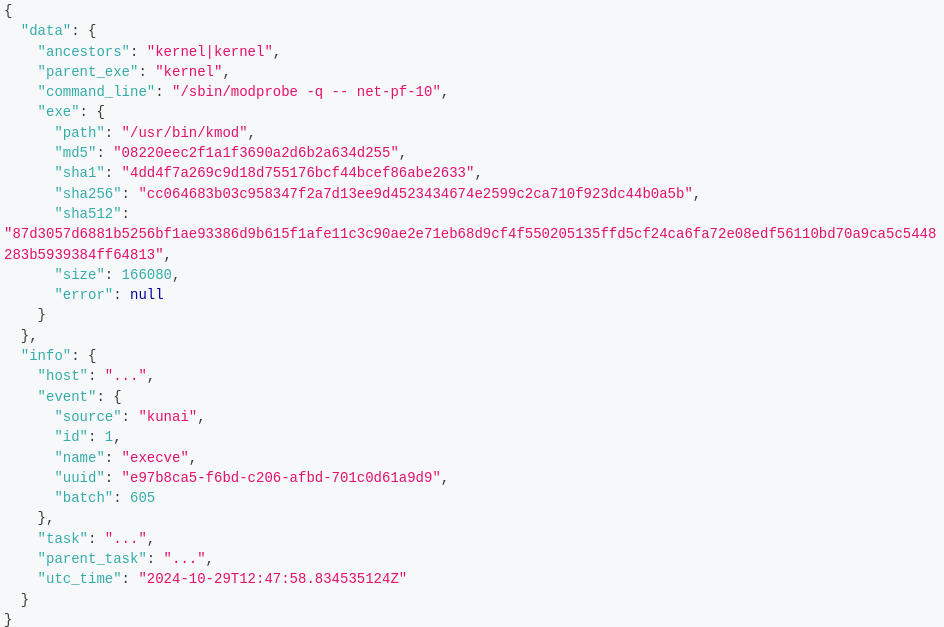 {
  "data": {
    "ancestors": "kernel|kernel",
    "parent_exe": "kernel",
    "command_line": "/sbin/modprobe -q -- net-pf-10",
    "exe": {
      "path": "/usr/bin/kmod",
      "md5": "08220eec2f1a1f3690a2d6b2a634d255",
      "sha1": "4dd4f7a269c9d18d755176bcf44bcef86abe2633",
      "sha256": "cc064683b03c958347f2a7d13ee9d4523434674e2599c2ca710f923dc44b0a5b",
      "sha512":
"87d3057d6881b5256bf1ae93386d9b615f1afe11c3c90ae2e71eb68d9cf4f550205135ffd5cf24ca6fa72e08edf56110bd70a9ca5c5448
283b5939384ff64813",
      "size": 166080,
      "error": null
    }
  },
  "info": {
    "host": "...",
    "event": {
      "source": "kunai",
      "id": 1,
      "name": "execve",
      "uuid": "e97b8ca5-f6bd-c206-afbd-701c0d61a9d9",
      "batch": 605
    },
    "task": "...",
    "parent_task": "...",
    "utc_time": "2024-10-29T12:47:58.834535124Z"
  }
}